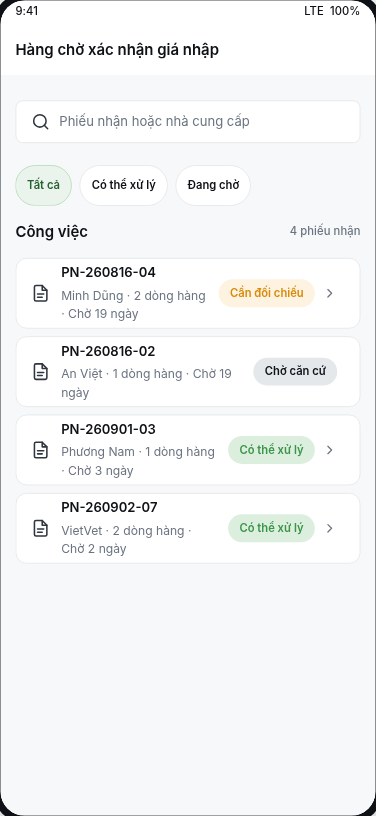 9:41
LTE 100%
Hàng chờ xác nhận giá nhập
Phiếu nhận hoặc nhà cung cấp
Tất cả
Có thể xử lý
Đang chờ
Công việc
4 phiếu nhận
PN-260816-04
Minh Dũng · 2 dòng hàng
· Chờ 19 ngày
Cần đối chiếu
PN-260816-02
An Việt · 1 dòng hàng · Chờ 19
ngày
Chờ căn cứ
PN-260901-03
Phương Nam · 1 dòng hàng
· Chờ 3 ngày
Có thể xử lý
PN-260902-07
VietVet · 2 dòng hàng ·
Chờ 2 ngày
Có thể xử lý